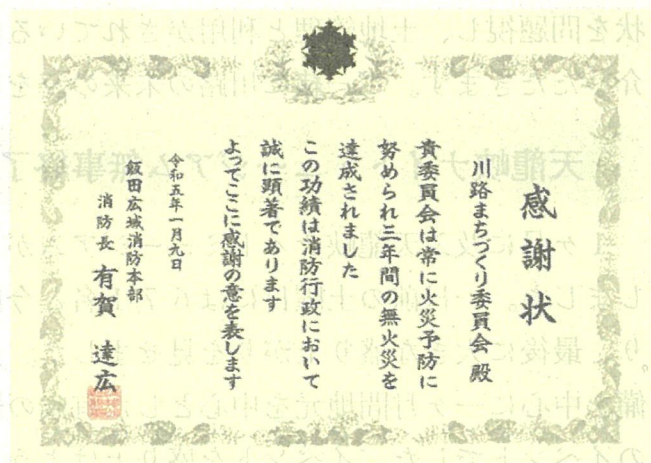 感謝状
川路まちづくり委員会 殿
貴委員会は常に火災予防に
努められ三年間の無火災を
達成されました
この功績は消防行政において
誠に顕著であります
よってここに感謝の意を表します
令和五年一月九日
飯田広域消防本部
消防長 有賀 達広